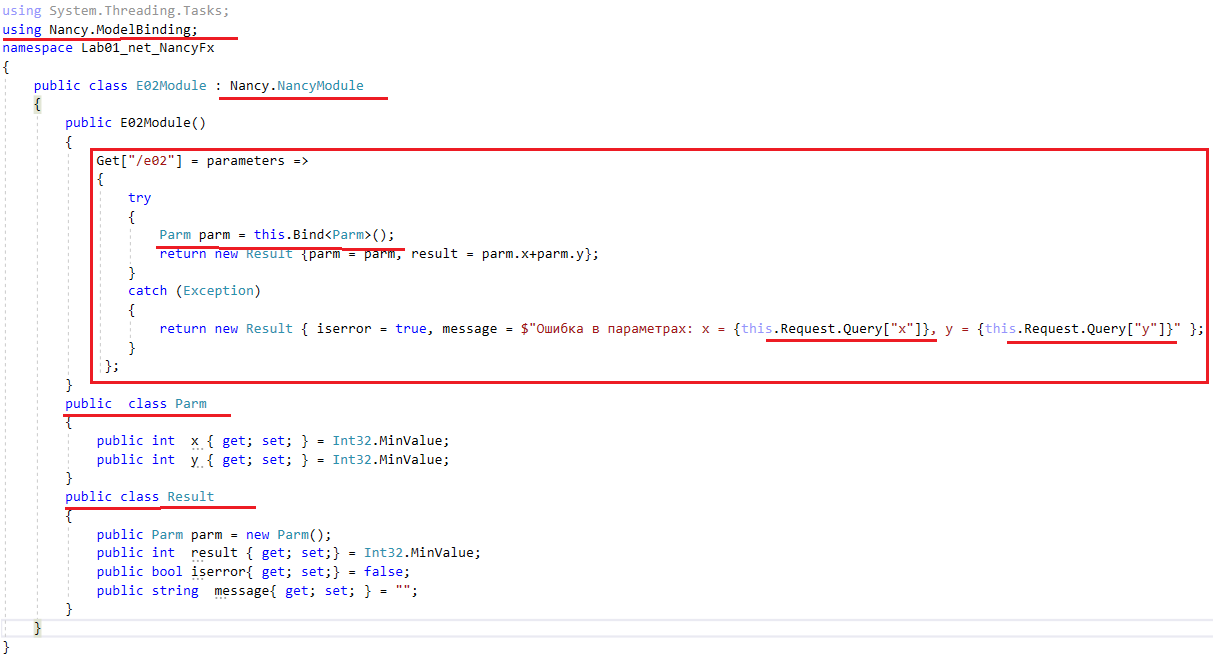 using System.Threading.Tasks;
using Nancy.ModelBinding;
namespace Lab01_net_NancyFx
{
    public class E02Module : Nancy.NancyModule
    {
        public E02Module()
        {
            Get["/e02"] = parameters =>
            {
                try
                {
                    Parm parm = this.Bind<Parm>();
                    return new Result {parm = parm, result = parm.x+parm.y};
                }
                catch (Exception)
                {
                    return new Result { iserror = true, message = $"Ошибка в параметрах: x = {this.Request.Query["x"]}, y = {this.Request.Query["y"]}" };
                }
            };
        }
        public  class Parm
        {
            public int  x { get; set; } = Int32.MinValue;
            public int  y { get; set; } = Int32.MinValue;
        }
        public class Result
        {
            public Parm parm = new Parm();
            public int  result { get; set;} = Int32.MinValue;
            public bool iserror{ get; set;} = false;
            public string  message{ get; set; } = "";
        }
    }
}